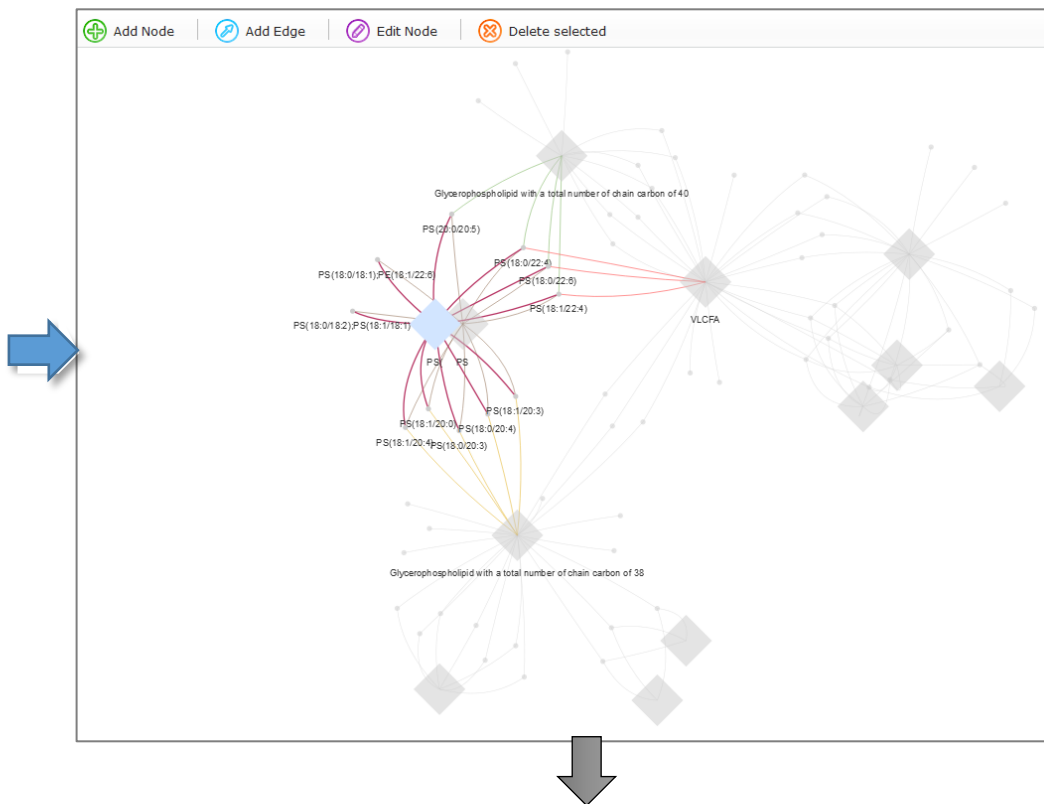 Add Node
Add Edge
Edit Node
Delete selected
Glycerophospholipid with a total number of chain carbon of 40
PS(20:0/20:5)
PS(18:0/22:4)
PS(18:0/18:1);PE(18:1/22:6)
PS(18:0/22:6)
PS(18:1/22:4)
VLCFA
PS(18:0/18:2);PS(18:1/18:1)
PS
PS
PS(18:1/20:3)
PS(18:1/20:0)
PS(18:0/20:4)
PS(18:1/20:4)
PS(18:0/20:3)
Glycerophospholipid with a total number of chain carbon of 38